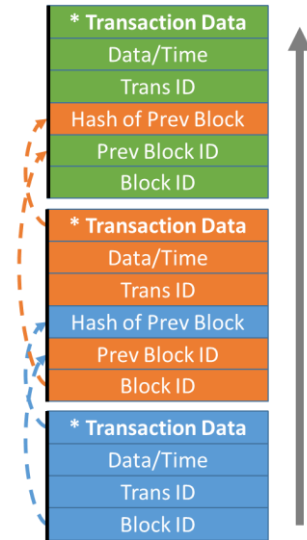 * Transaction Data
Data/Time
Trans ID
Hash of Prev Block
Prev Block ID
Block ID
* Transaction Data
Data/Time
Trans ID
Hash of Prev Block
Prev Block ID
Block ID
* Transaction Data
Data/Time
Trans ID
Block ID